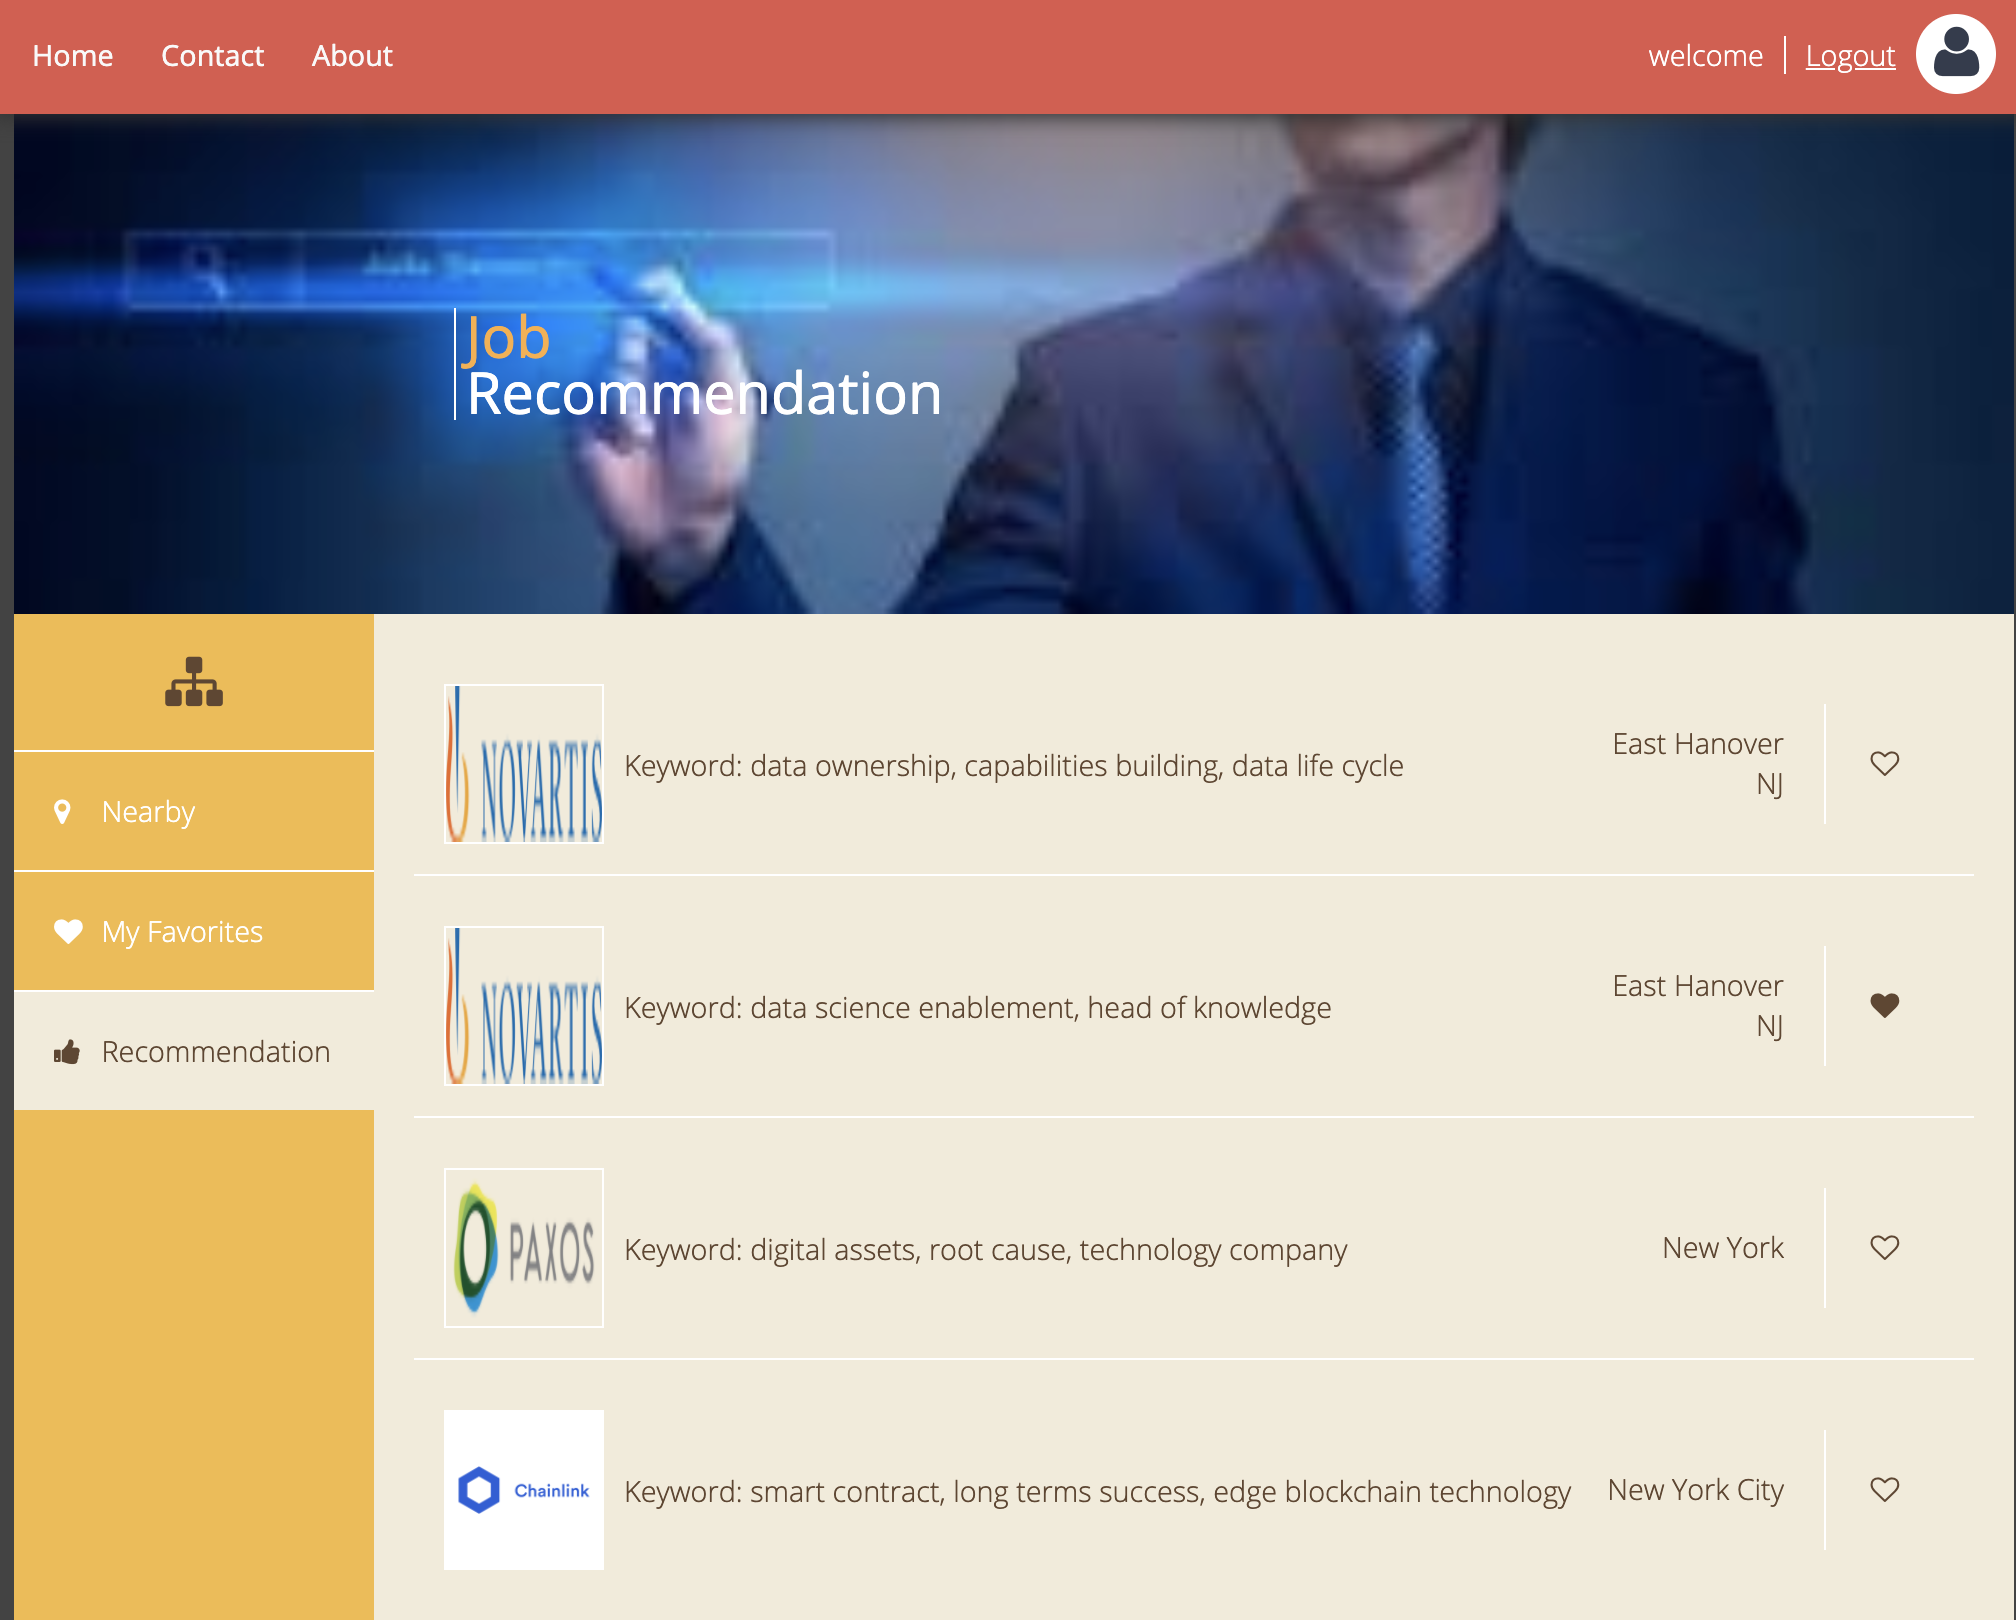 Home Contact About welcome Logout
Job
Recommendation
NOVARTIS
Keyword: data ownership, capabilities building, data life cycle
East Hanover
NJ
Nearby
My Favorites
Recommendation
NOVARTIS
Keyword: data science enablement, head of knowledge
East Hanover
NJ
PAXOS
Keyword: digital assets, root cause, technology company
New York
Chainlink
Keyword: smart contract, long terms success, edge blockchain technology
New York City